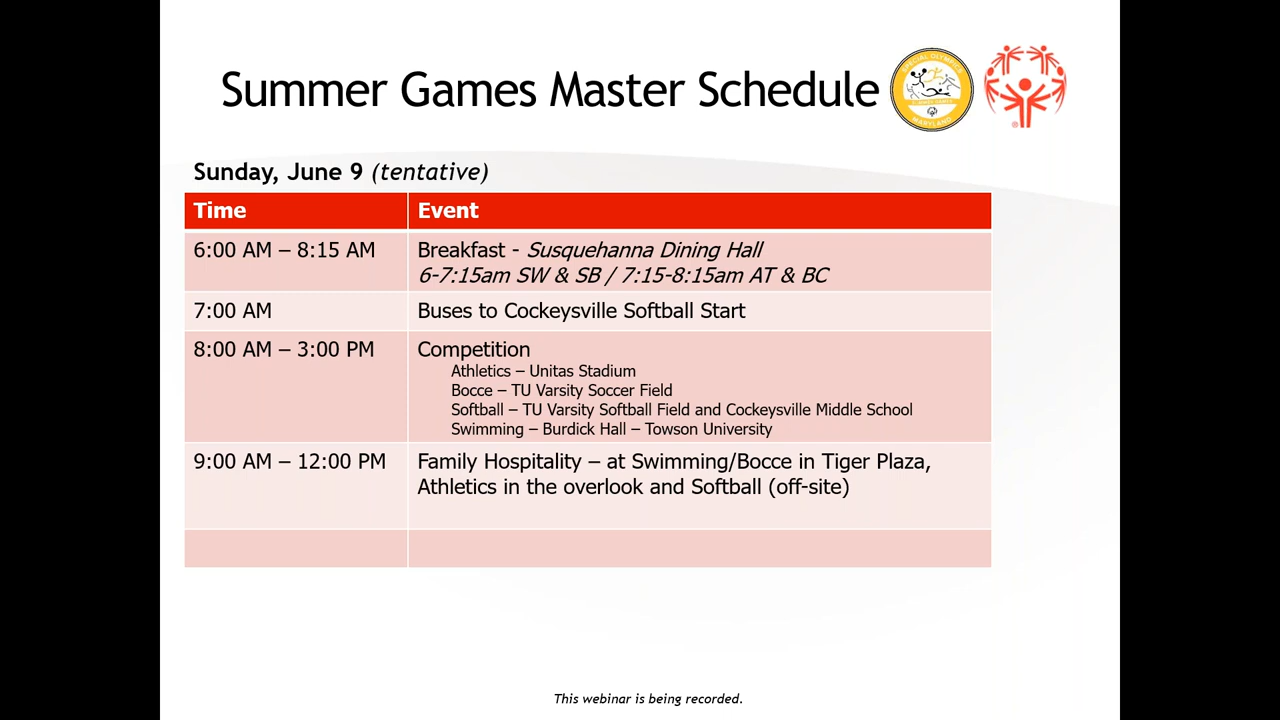 Summer Games Master Schedule
SPECIAL OLYMPICS
SUMMER GAMES
MARYLAND
Sunday, June 9 (tentative)
Time
Event
6:00 AM – 8:15 AM
Breakfast - Susquehanna Dining Hall
6-7:15am SW & SB / 7:15-8:15am AT & BC
7:00 AM
Buses to Cockeysville Softball Start
8:00 AM – 3:00 PM
Competition
Athletics – Unitas Stadium
Bocce – TU Varsity Soccer Field
Softball – TU Varsity Softball Field and Cockeysville Middle School
Swimming – Burdick Hall – Towson University
9:00 AM – 12:00 PM
Family Hospitality – at Swimming/Bocce in Tiger Plaza,
Athletics in the overlook and Softball (off-site)
This webinar is being recorded.